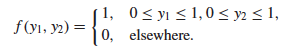 f(y₁, y₂) = { 1, 0 ≤ y₁ ≤ 1, 0 ≤ y₂ ≤ 1,
0, elsewhere.